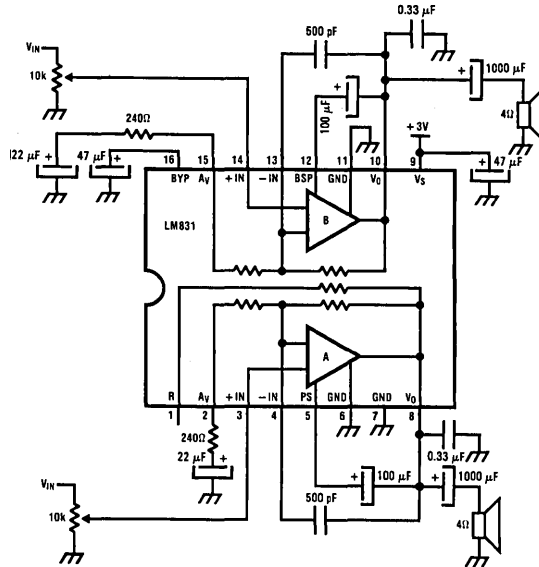 0.33 μF
500 pF
VIN
10k
100 μF
+
+
1000 μF
4Ω
240Ω
+ 3V
22 μF
+
47 μF
+
+
47 μF
16 15 14 13 12 11 10 9
BYP AV + IN − IN BSP GND VO VS
B
LM831
A
R AV + IN − IN PS GND GND VO
1 2 3 4 5 6 7 8
240Ω
22 μF
+
0.33 μF
VIN
10k
+
100 μF
+
1000 μF
500 pF
4Ω